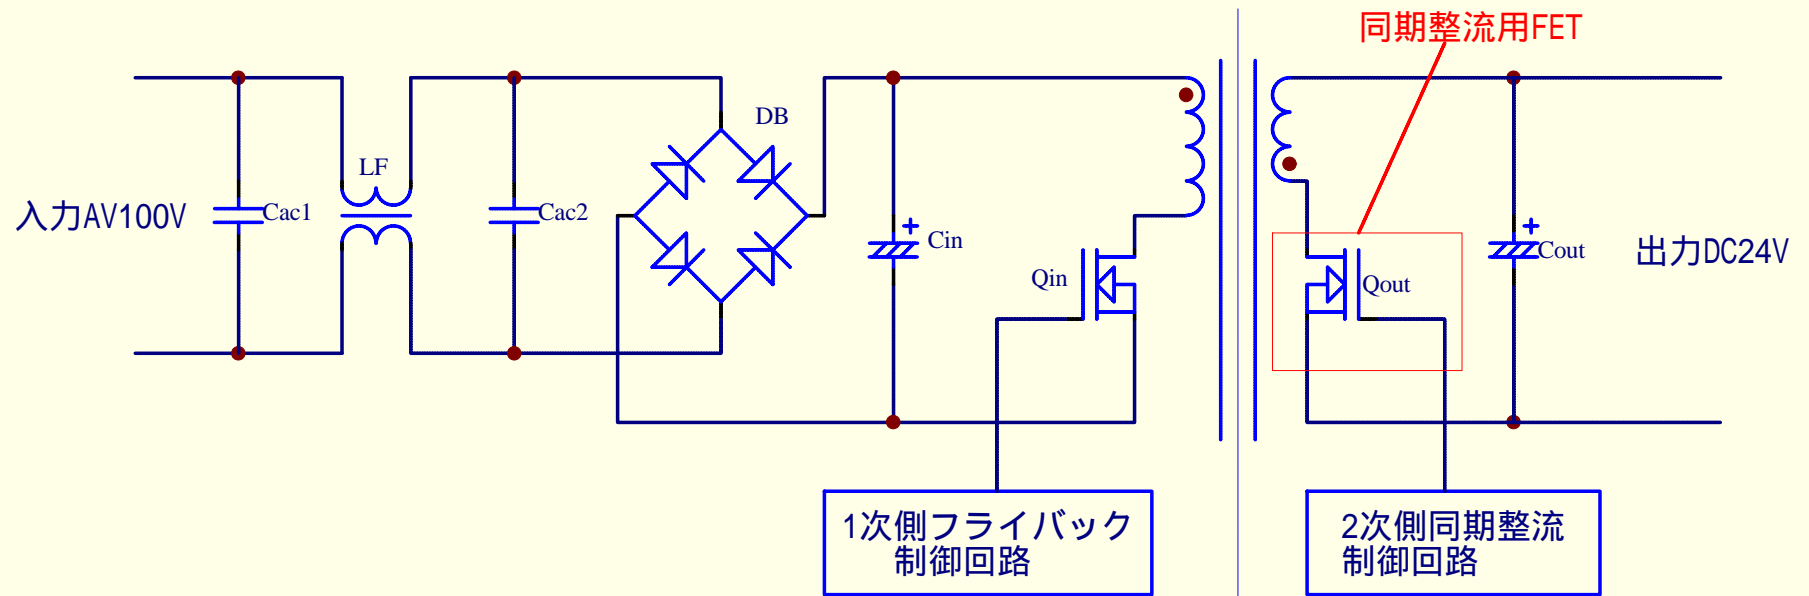 同期整流用FET
DB
LF
入力AV100V
Cac1
Cac2
+
Cin
Qin
Qout
+
Cout
出力DC24V
1次側フライバック
制御回路
2次側同期整流
制御回路